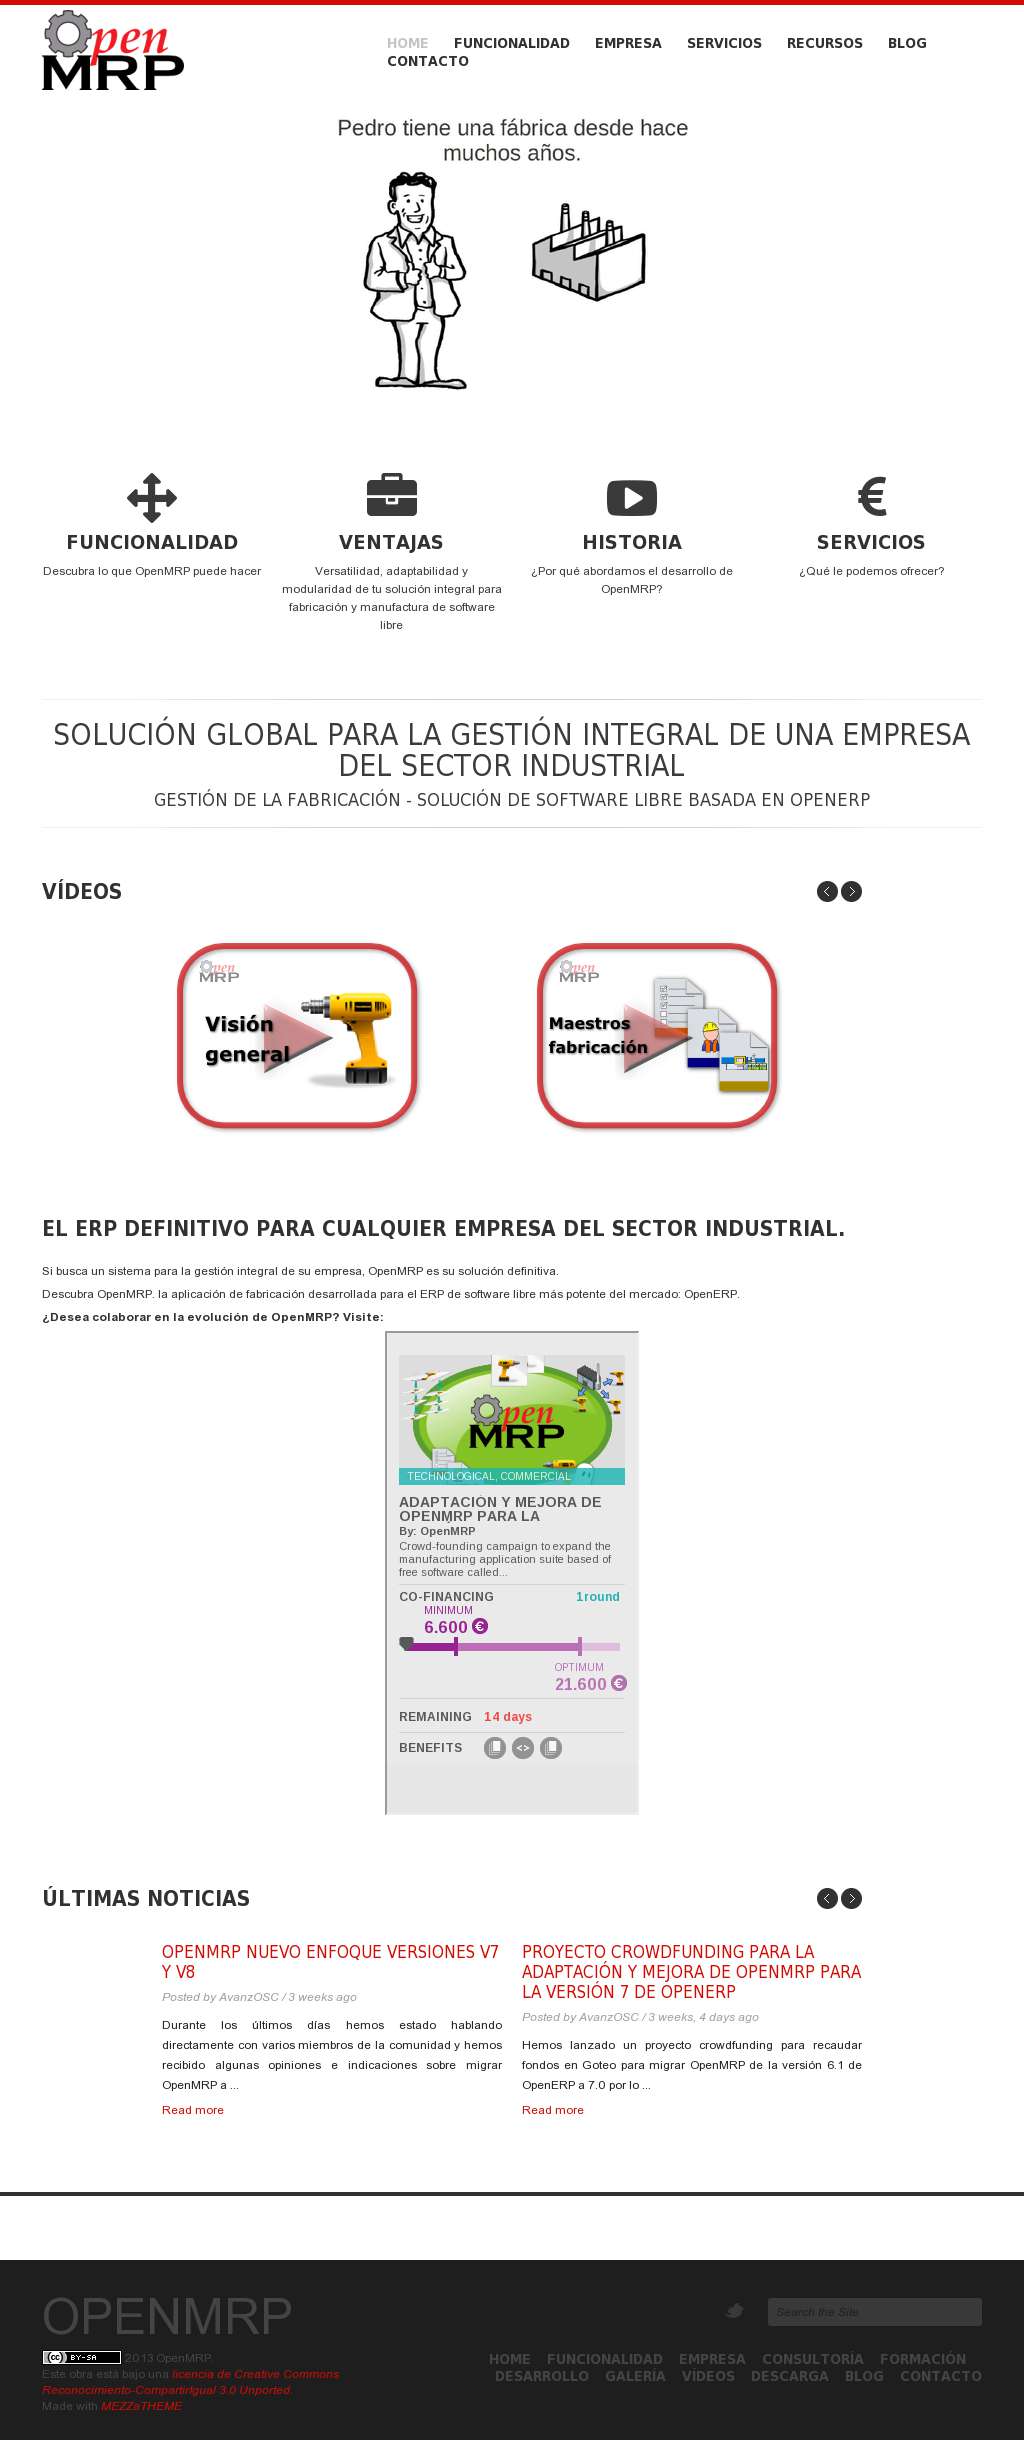 Open
MRP
HOME FUNCIONALIDAD EMPRESA SERVICIOS RECURSOS BLOG
CONTACTO
Pedro tiene una fábrica desde hace
muchos años.
FUNCIONALIDAD
Descubra lo que OpenMRP puede hacer
VENTAJAS
Versatilidad, adaptabilidad y
modularidad de tu solución integral para
fabricación y manufactura de software
libre
HISTORIA
¿Por qué abordamos el desarrollo de
OpenMRP?
SERVICIOS
¿Qué le podemos ofrecer?
SOLUCIÓN GLOBAL PARA LA GESTIÓN INTEGRAL DE UNA EMPRESA
DEL SECTOR INDUSTRIAL
GESTIÓN DE LA FABRICACIÓN - SOLUCIÓN DE SOFTWARE LIBRE BASADA EN OPENERP
VÍDEOS
Open
MRP
Visión
general
Open
MRP
Maestros
fabricación
EL ERP DEFINITIVO PARA CUALQUIER EMPRESA DEL SECTOR INDUSTRIAL.
Si busca un sistema para la gestión integral de su empresa, OpenMRP es su solución definitiva.
Descubra OpenMRP. la aplicación de fabricación desarrollada para el ERP de software libre más potente del mercado: OpenERP.
¿Desea colaborar en la evolución de OpenMRP? Visite:
Open
MRP
TECHNOLOGICAL, COMMERCIAL
ADAPTACIÓN Y MEJORA DE
OPENMRP PARA LA
By: OpenMRP
Crowd-founding campaign to expand the
manufacturing application suite based of
free software called...
CO-FINANCING 1round
MINIMUM
6.600 €
OPTIMUM
21.600 €
REMAINING 14 days
BENEFITS <>
ÚLTIMAS NOTICIAS
OPENMRP NUEVO ENFOQUE VERSIONES V7
Y V8
Posted by AvanzOSC / 3 weeks ago
Durante los últimos días hemos estado hablando
directamente con varios miembros de la comunidad y hemos
recibido algunas opiniones e indicaciones sobre migrar
OpenMRP a ...
Read more
PROYECTO CROWDFUNDING PARA LA
ADAPTACIÓN Y MEJORA DE OPENMRP PARA
LA VERSIÓN 7 DE OPENERP
Posted by AvanzOSC / 3 weeks, 4 days ago
Hemos lanzado un proyecto crowdfunding para recaudar
fondos en Goteo para migrar OpenMRP de la versión 6.1 de
OpenERP a 7.0 por lo ...
Read more
OPENMRP
cc BY-SA 2013 OpenMRP.
Este obra está bajo una licencia de Creative Commons
Reconocimiento-CompartirIgual 3.0 Unported.
Made with MEZZaTHEME
Search the Site
HOME FUNCIONALIDAD EMPRESA CONSULTORÍA FORMACIÓN
DESARROLLO GALERÍA VÍDEOS DESCARGA BLOG CONTACTO